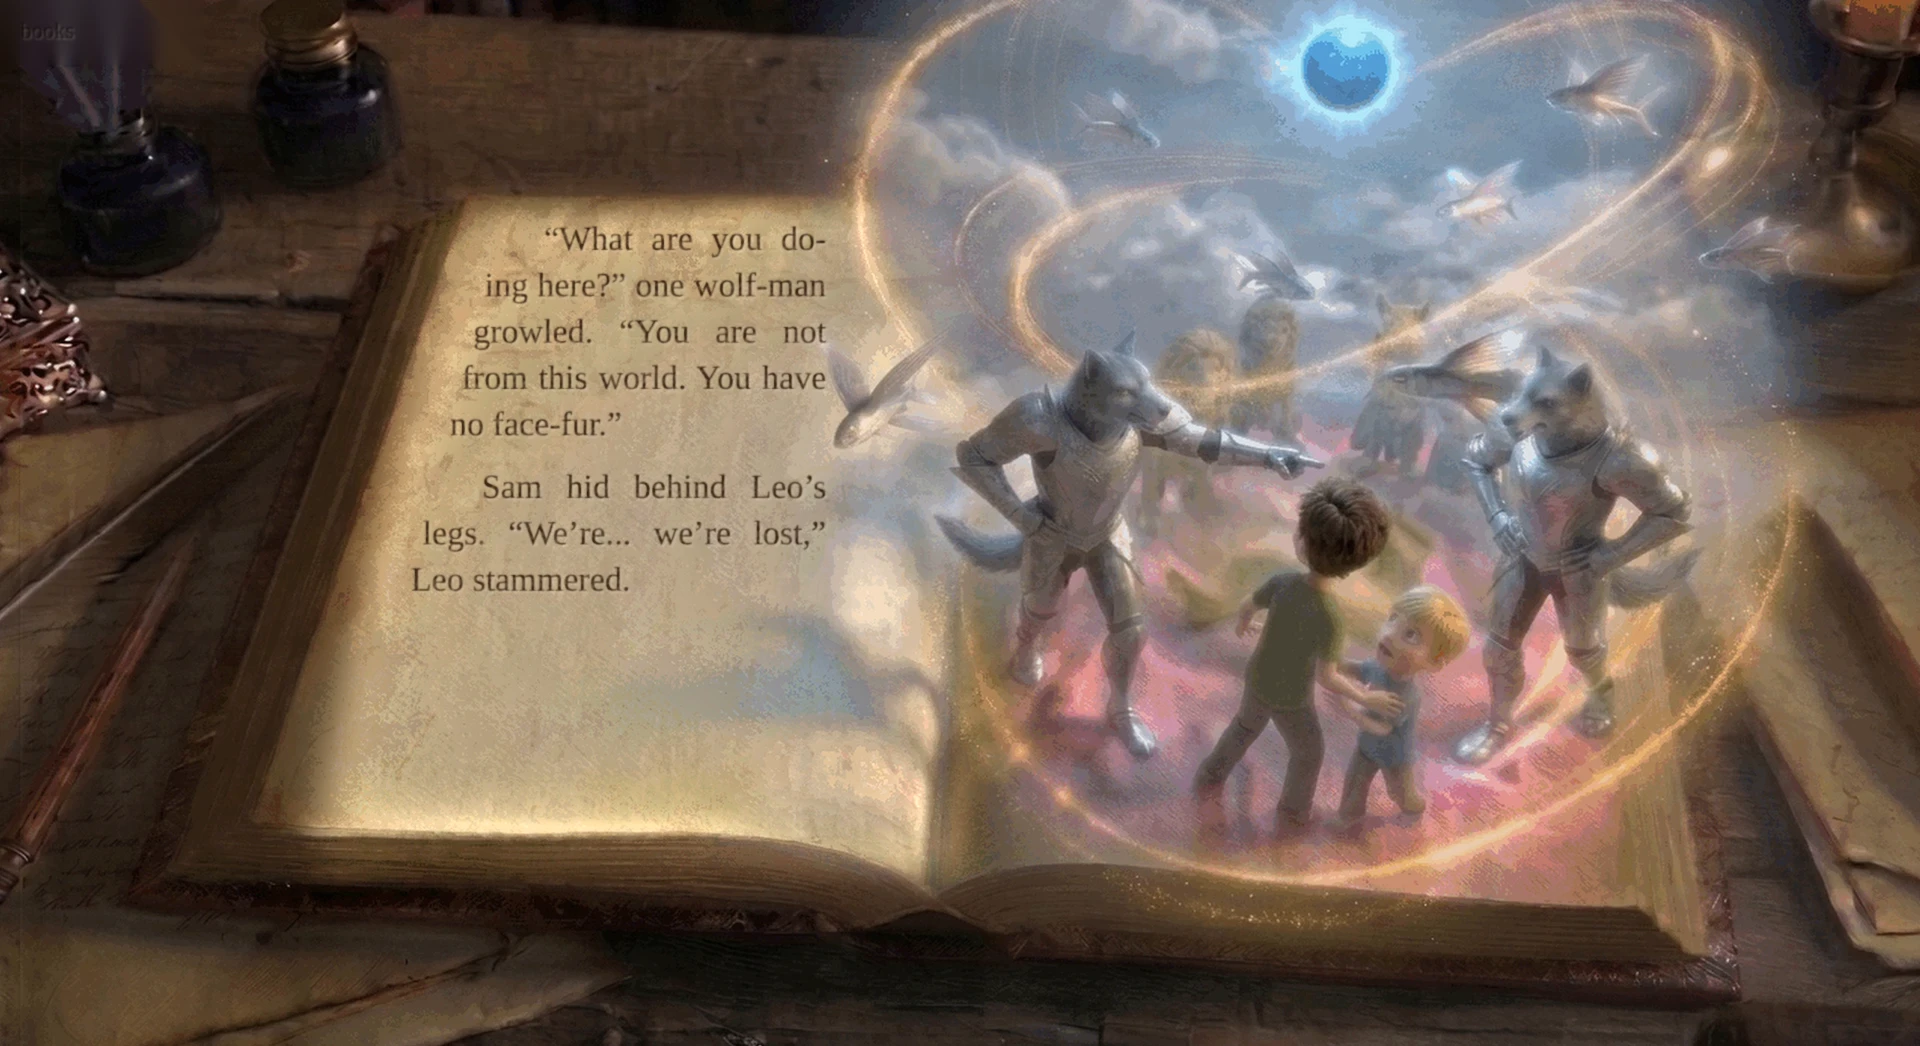 books
“What are you do-
ing here?” one wolf-man
growled. “You are not
from this world. You have
no face-fur.”
Sam hid behind Leo’s
legs. “We’re... we’re lost,”
Leo stammered.